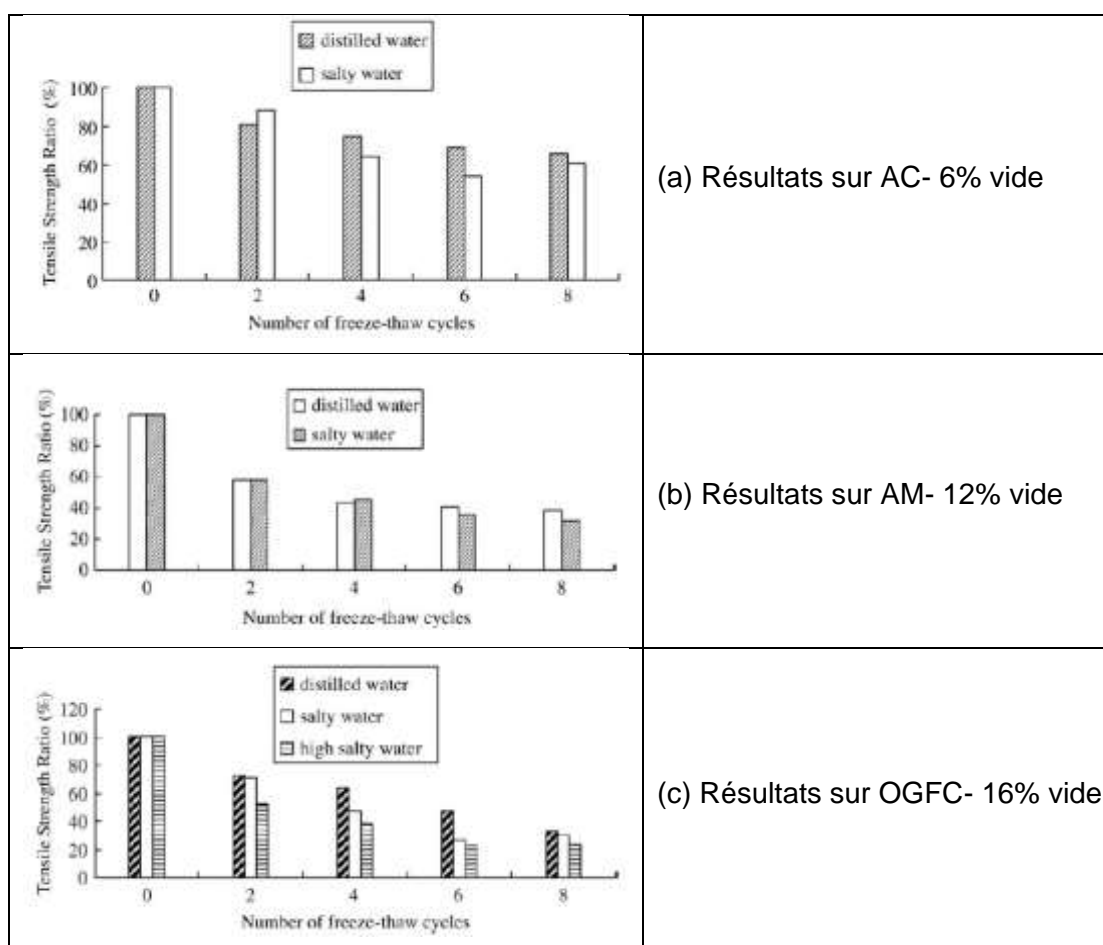 distilled water
salty water
Tensile Strength Ratio (%)
100
80
60
40
20
0
0 2 4 6 8
Number of freeze-thaw cycles
(a) Résultats sur AC- 6% vide
distilled water
salty water
Tensile Strength Ratio (%)
100
80
60
40
20
0
0 2 4 6 8
Number of freeze-thaw cycles
(b) Résultats sur AM- 12% vide
distilled water
salty water
high salty water
Tensile Strength Ratio (%)
120
100
80
60
40
20
0
0 2 4 6 8
Number of freeze-thaw cycles
(c) Résultats sur OGFC- 16% vide